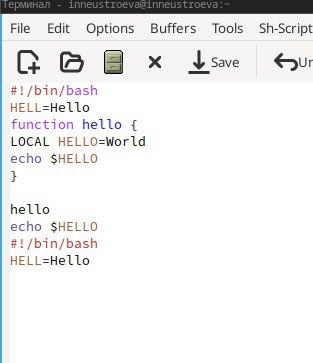 Терминал - inneustroeva@inneustroeva:~
File Edit Options Buffers Tools Sh-Script
Save Un
#!/bin/bash
HELL=Hello
function hello {
LOCAL HELLO=World
echo $HELLO
}
hello
echo $HELLO
#!/bin/bash
HELL=Hello